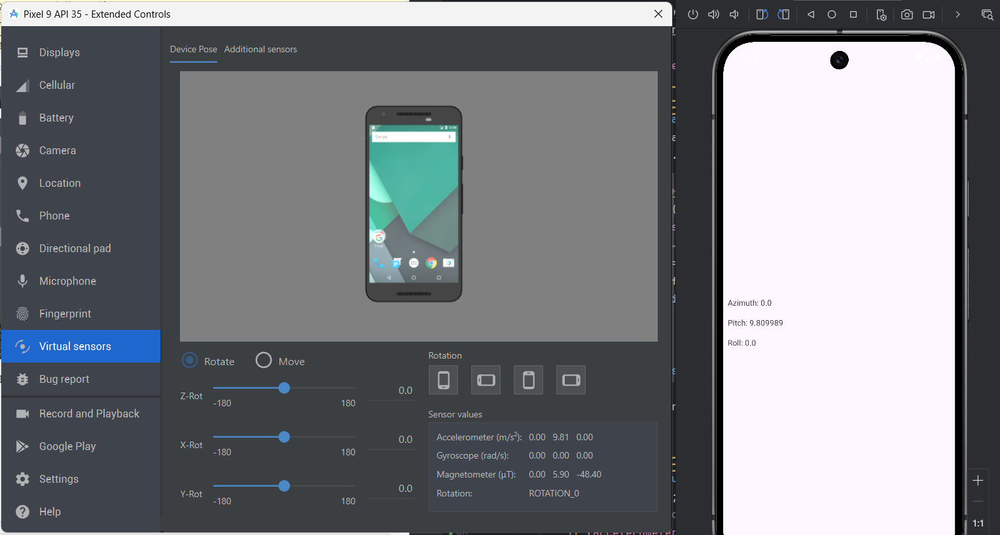 Pixel 9 API 35 - Extended Controls
Displays
Cellular
Battery
Camera
Location
Phone
Directional pad
Microphone
Fingerprint
Virtual sensors
Bug report
Record and Playback
Google Play
Settings
Help
Device Pose Additional sensors
Google
Rotate Move
Z-Rot
-180 180
0.0
X-Rot
-180 180
0.0
Y-Rot
-180 180
0.0
Rotation
Sensor values
Accelerometer (m/s²): 0.00 9.81 0.00
Gyroscope (rad/s): 0.00 0.00 0.00
Magnetometer (μT): 0.00 5.90 -48.40
Rotation: ROTATION_0
Azimuth: 0.0
Pitch: 9.809989
Roll: 0.0
1:1